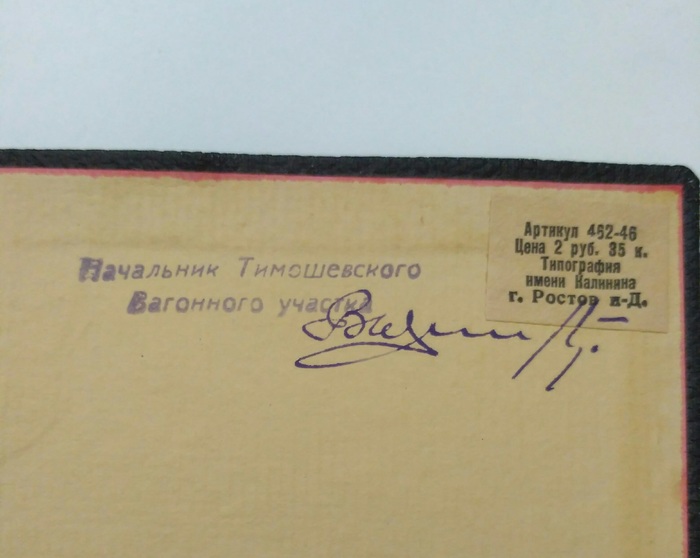 Артикул 462-46
Цена 2 руб. 35 к.
Типография
имени Калинина
г. Ростов н-Д.
Начальник Тимошевского
Вагонного участка